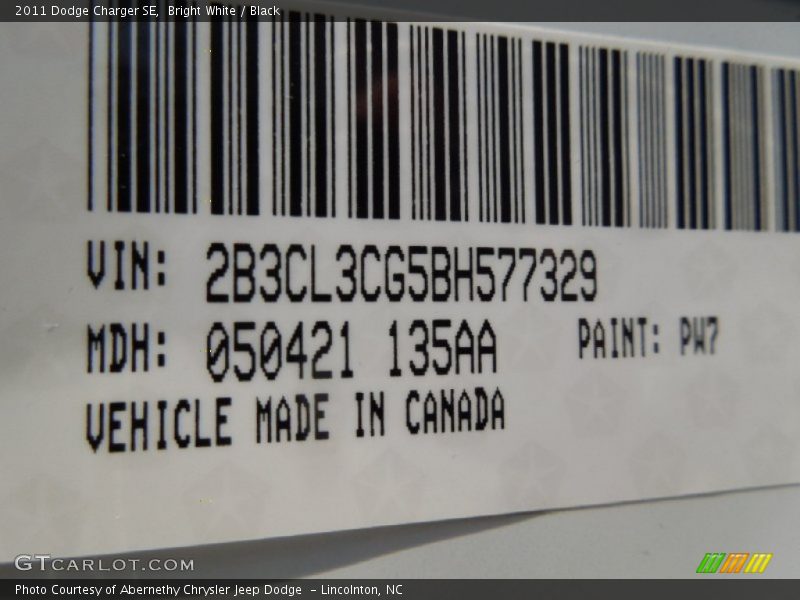 2011 Dodge Charger SE, Bright White / Black
VIN: 2B3CL3CG5BH577329
MDH: 050421 135AA PAINT: PW7
VEHICLE MADE IN CANADA
GTCARLOT.COM
Photo Courtesy of Abernethy Chrysler Jeep Dodge - Lincolnton, NC